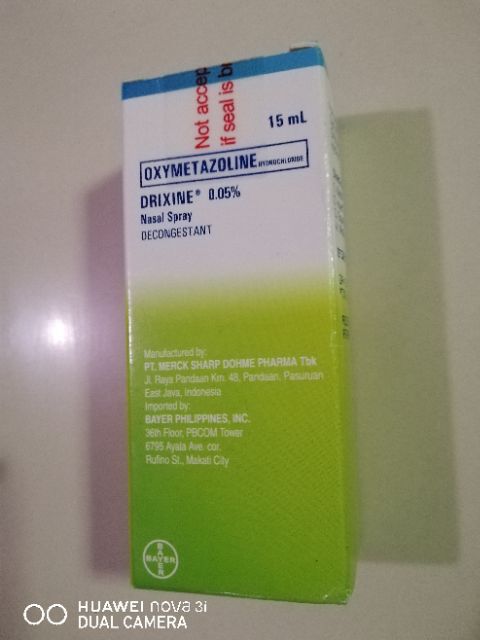 Not accep
if seal is br
15 mL
OXYMETAZOLINE HYDROCHLORIDE
DRIXINE® 0.05%
Nasal Spray
DECONGESTANT
Manufactured by:
PT. MERCK SHARP DOHME PHARMA Tbk
Jl. Raya Pandaan Km. 48, Pandaan, Pasuruan
East Java, Indonesia
Imported by:
BAYER PHILIPPINES, INC.
36th Floor, PBCOM Tower
6795 Ayala Ave. cor.
Rufino St., Makati City
BAYER
BAYER
HUAWEI nova 3i
DUAL CAMERA